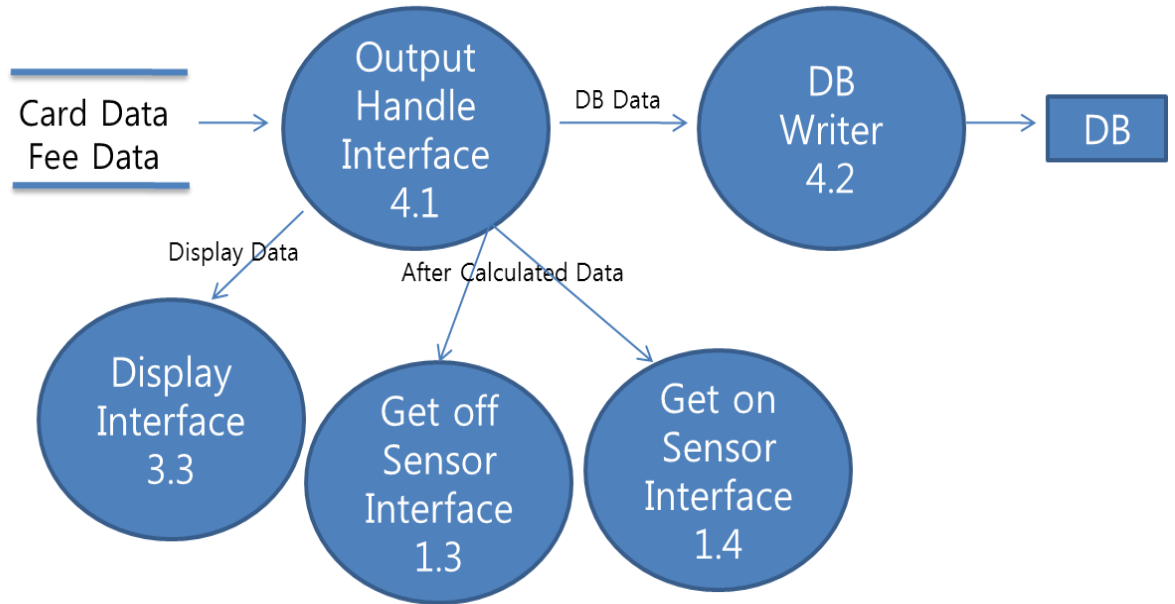 Card Data
Fee Data
Output
Handle
Interface
4.1
DB Data
DB
Writer
4.2
DB
Display Data
After Calculated Data
Display
Interface
3.3
Get off
Sensor
Interface
1.3
Get on
Sensor
Interface
1.4